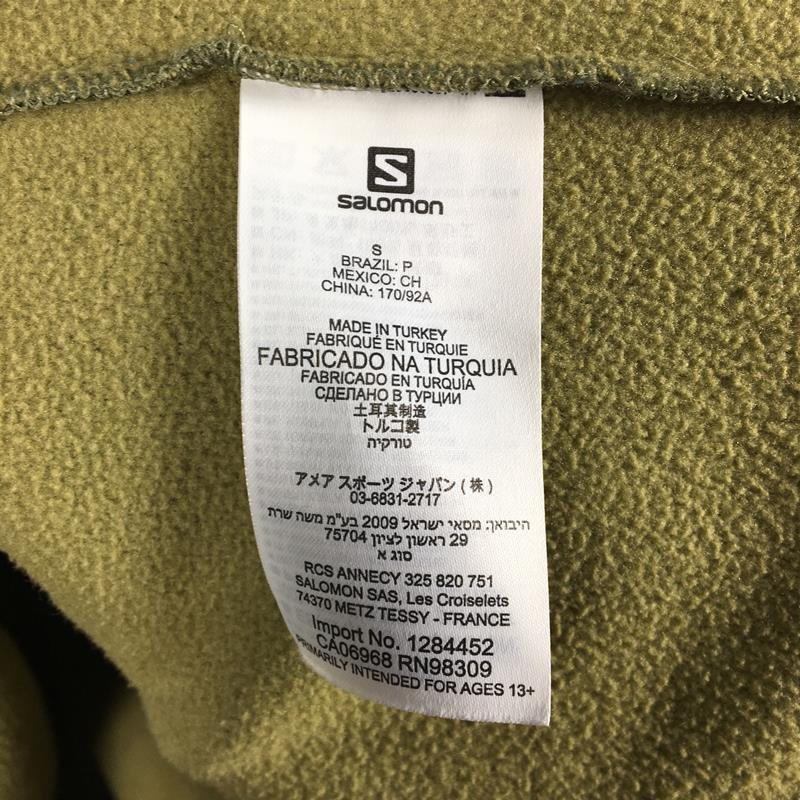 S
salomon
S
BRAZIL: P
MEXICO: CH
CHINA: 170/92A
MADE IN TURKEY
FABRIQUÉ EN TURQUIE
FABRICADO NA TURQUIA
FABRICADO EN TURQUÍA
СДЕЛАНО В ТУРЦИИ
土耳其制造
トルコ製
טורקיה
アメア スポーツ ジャパン ( 株 )
03-6831-2717
היבואן: מסאי ישראל 2009 בע"מ משה שרת
29 ראשון לציון 75704
סוג א
RCS ANNECY 325 820 751
SALOMON SAS, Les Croiselets
74370 METZ TESSY - FRANCE
Import No. 1284452
CA06968 RN98309
PRIMARILY INTENDED FOR AGES 13+